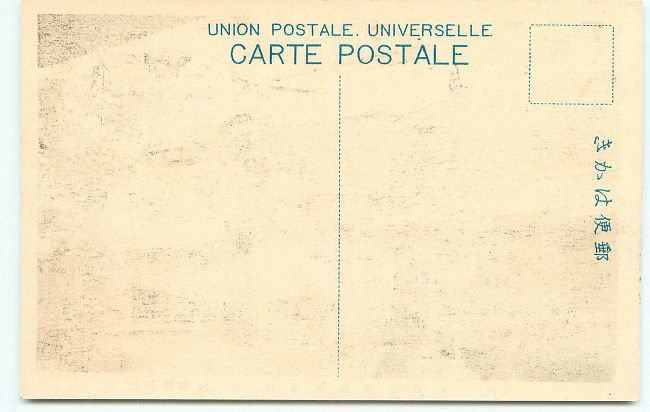 UNION POSTALE. UNIVERSELLE
CARTE POSTALE
郵便はかき